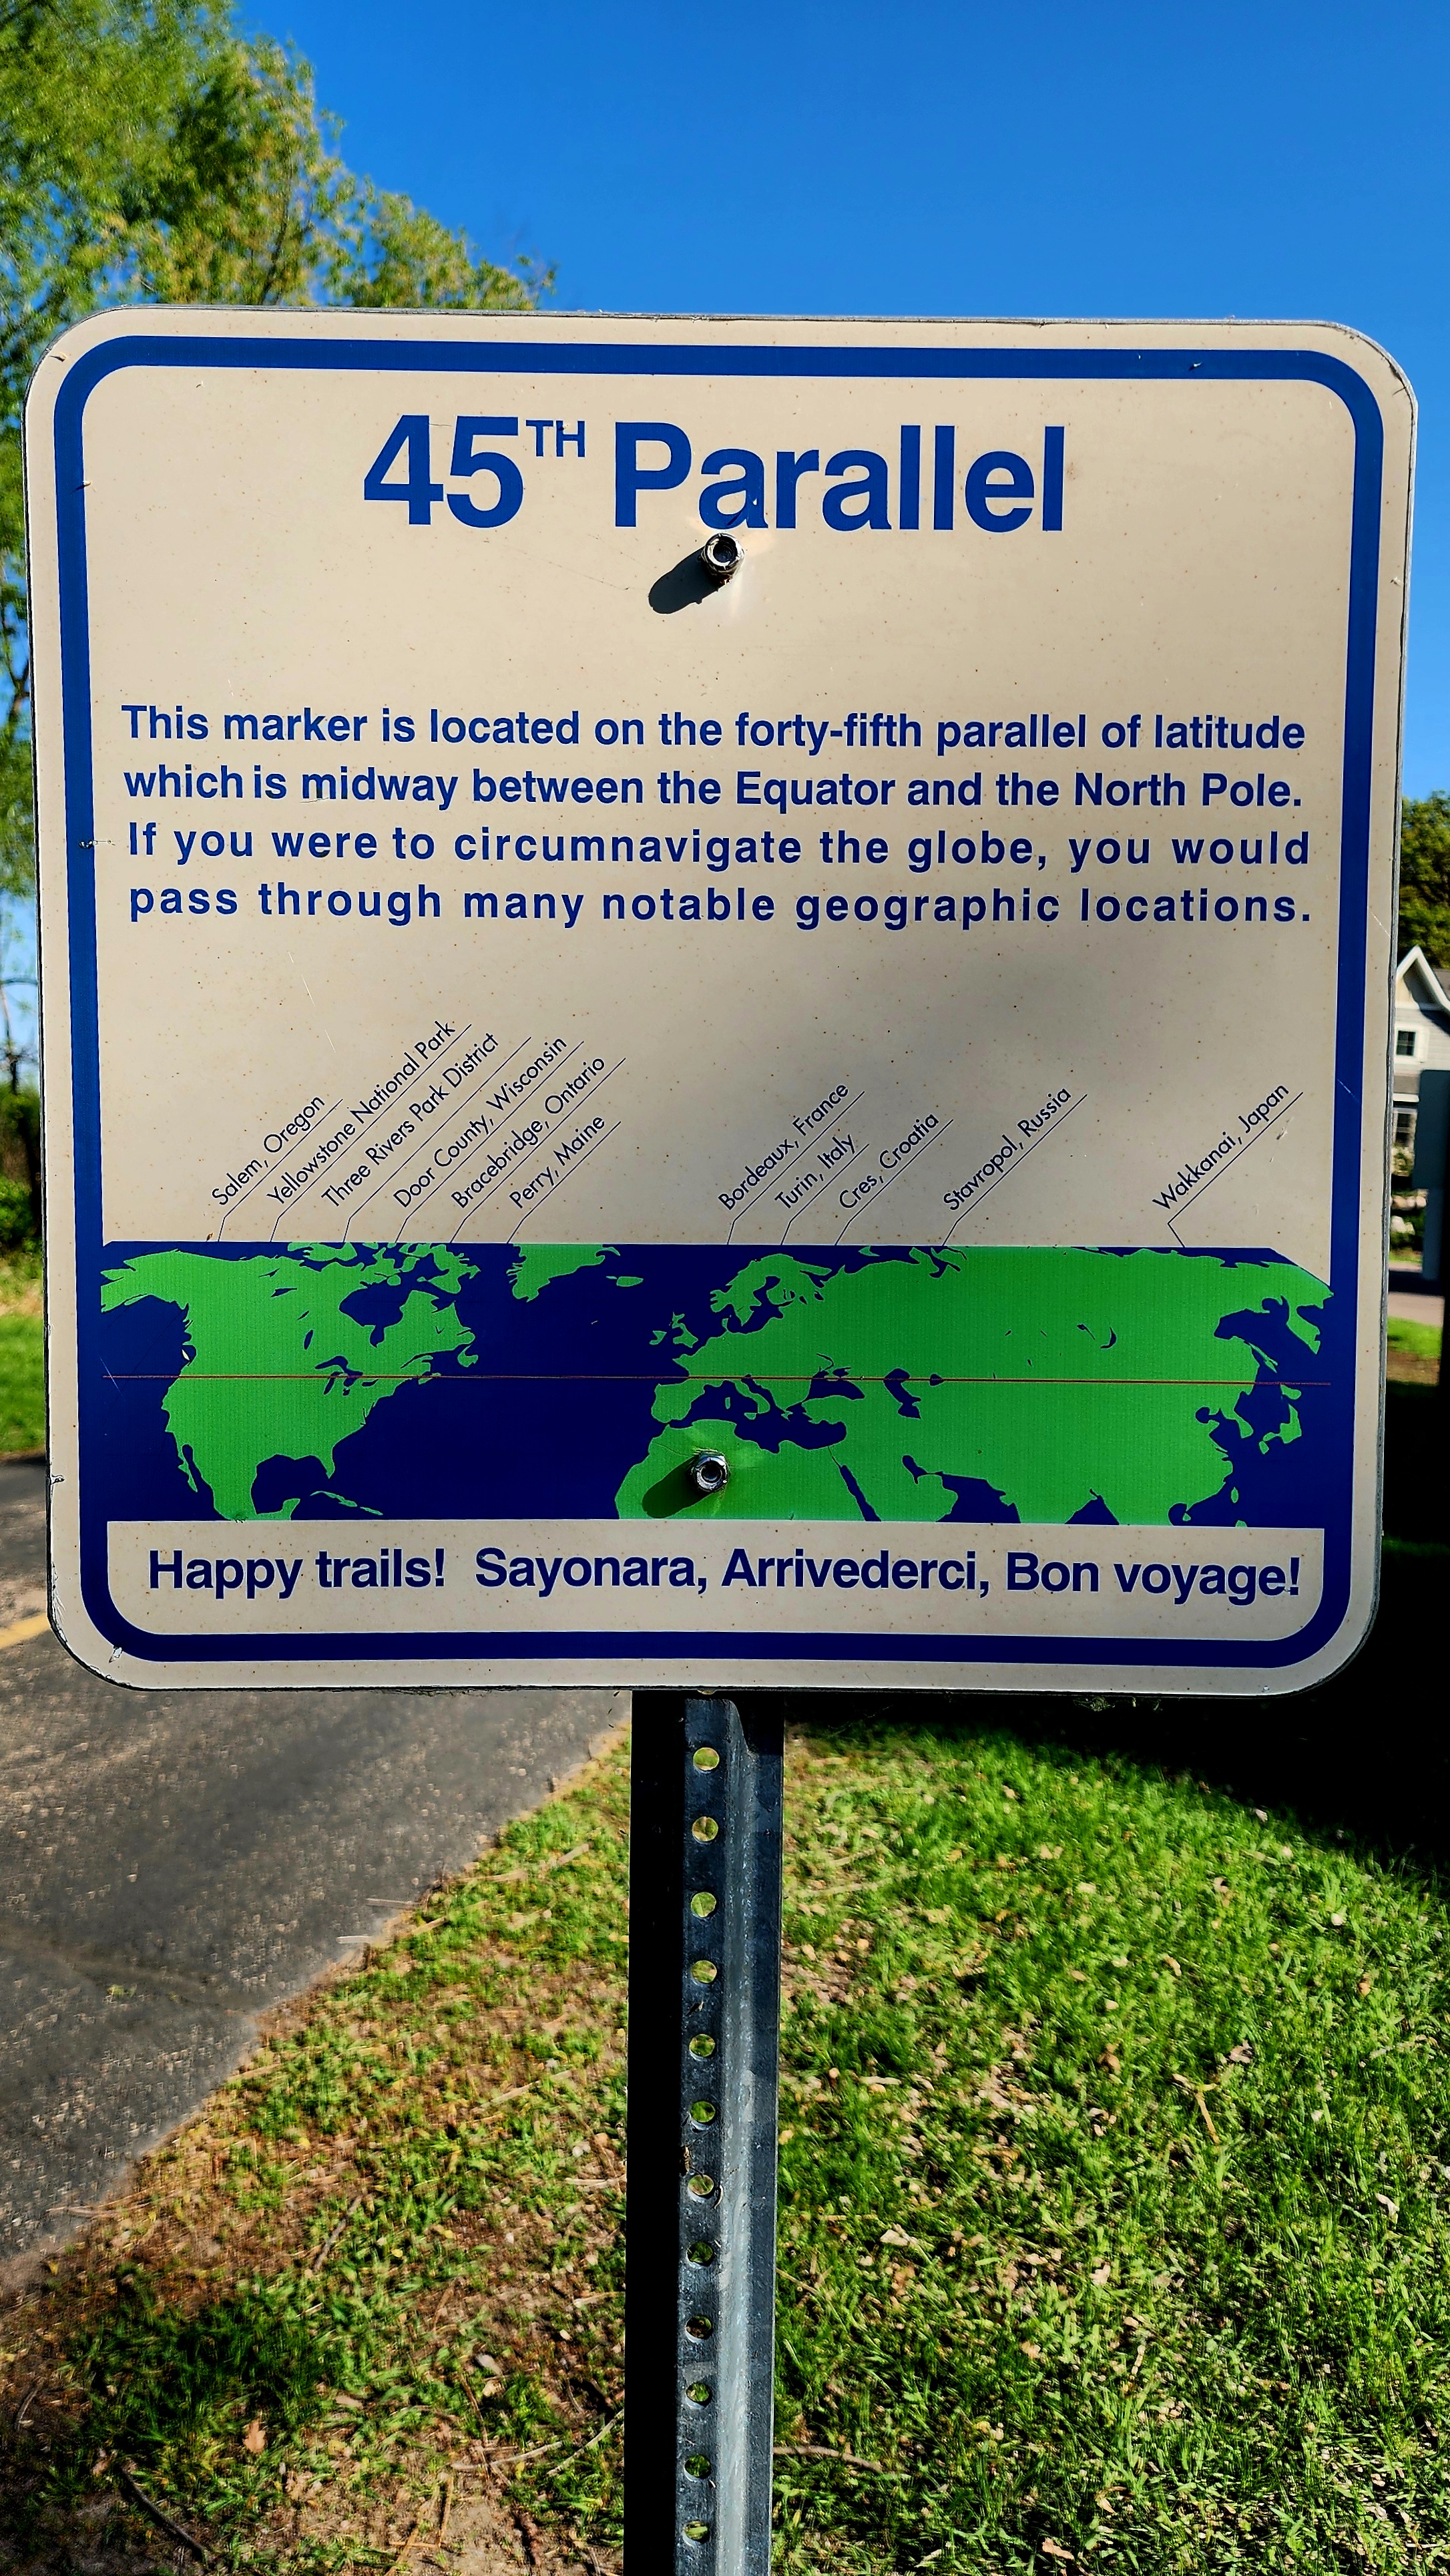 45TH Parallel
This marker is located on the forty-fifth parallel of latitude
which is midway between the Equator and the North Pole.
If you were to circumnavigate the globe, you would
pass through many notable geographic locations.
Salem, Oregon
Yellowstone National Park
Three Rivers Park District
Door County, Wisconsin
Bracebridge, Ontario
Perry, Maine
Bordeaux, France
Turin, Italy
Cres, Croatia
Stavropol, Russia
Wakkanai, Japan
Happy trails! Sayonara, Arrivederci, Bon voyage!